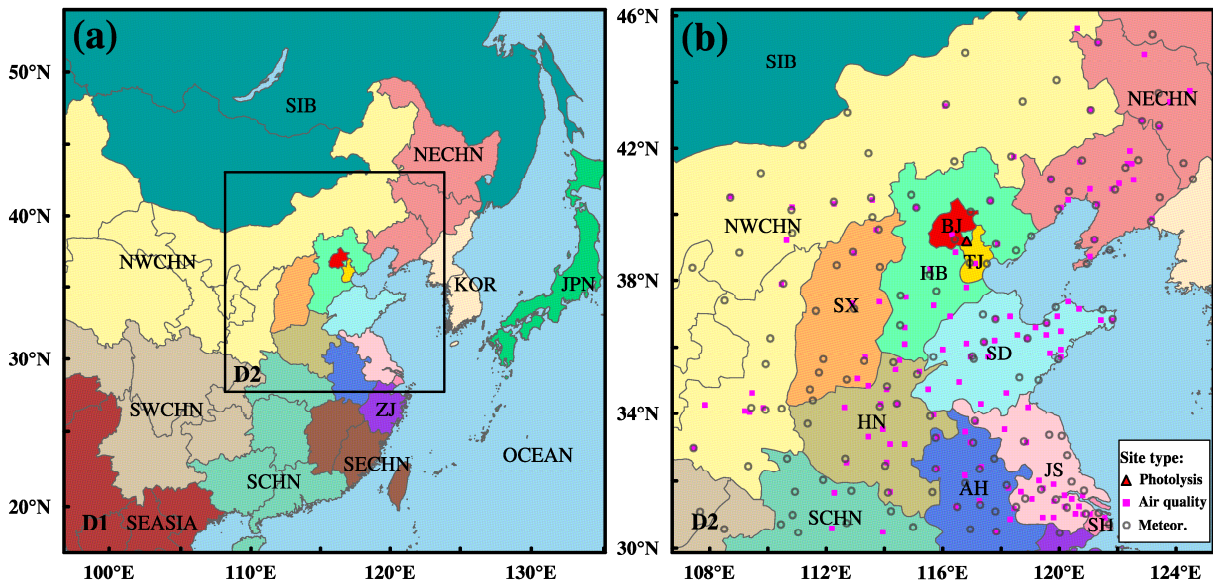 (a)
50°N
40°N
30°N
20°N
SIB
NECHN
NWCHN
KOR
JPN
D2
SWCHN
ZJ
SECHN
OCEAN
SCHN
D1
SEASIA
100°E
110°E
120°E
130°E
(b)
46°N
42°N
38°N
34°N
30°N
SIB
NECHN
NWCHN
BJ
TJ
HB
SX
SD
HN
JS
AH
SCHN
SH
D2
Site type:
Photolysis
Air quality
Meteor.
108°E
112°E
116°E
120°E
124°E